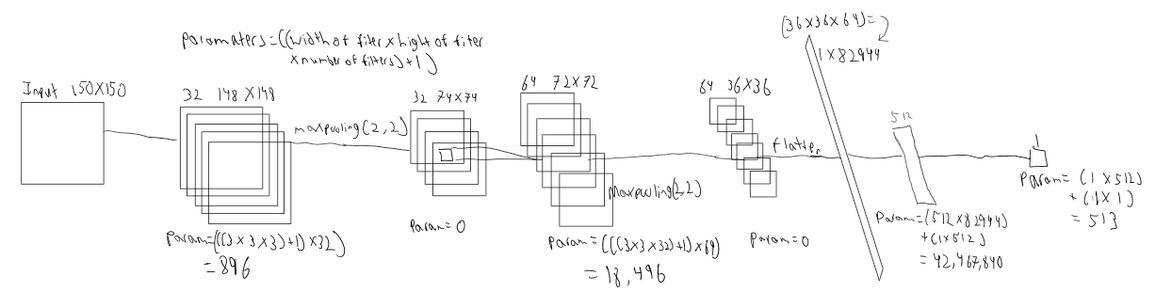 Paramaters=((width of filter x hight of filter
x number of filters)+1)
Input 150X150
32 148 X148
maxpooling(2,2)
32 74x74
64 72X72
Maxpooling(2,2)
64 36X36
flatten
(36x36x64)=
1X82944
512
1
Param=(((3x3x3)+1)x32)
=896
Param=0
Param=(((3x3x32)+1)x64)
=18,496
Param=0
Param=(512x82944)
+(1x512)
=42,467,840
Param= (1x512)
+(1X1)
=513